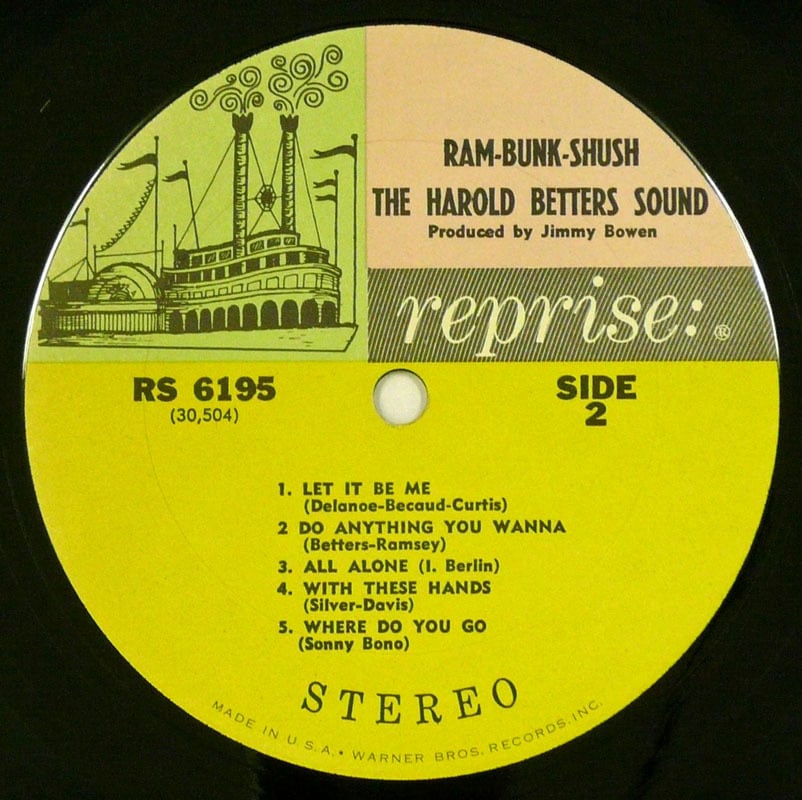 RAM-BUNK-SHUSH
THE HAROLD BETTERS SOUND
Produced by Jimmy Bowen
reprise: ®
RS 6195
(30,504)
SIDE
2
1. LET IT BE ME
(Delanoe-Becaud-Curtis)
2 DO ANYTHING YOU WANNA
(Betters-Ramsey)
3. ALL ALONE (I. Berlin)
4. WITH THESE HANDS
(Silver-Davis)
5. WHERE DO YOU GO
(Sonny Bono)
STEREO
MADE IN U.S.A. • WARNER BROS. RECORDS. INC.